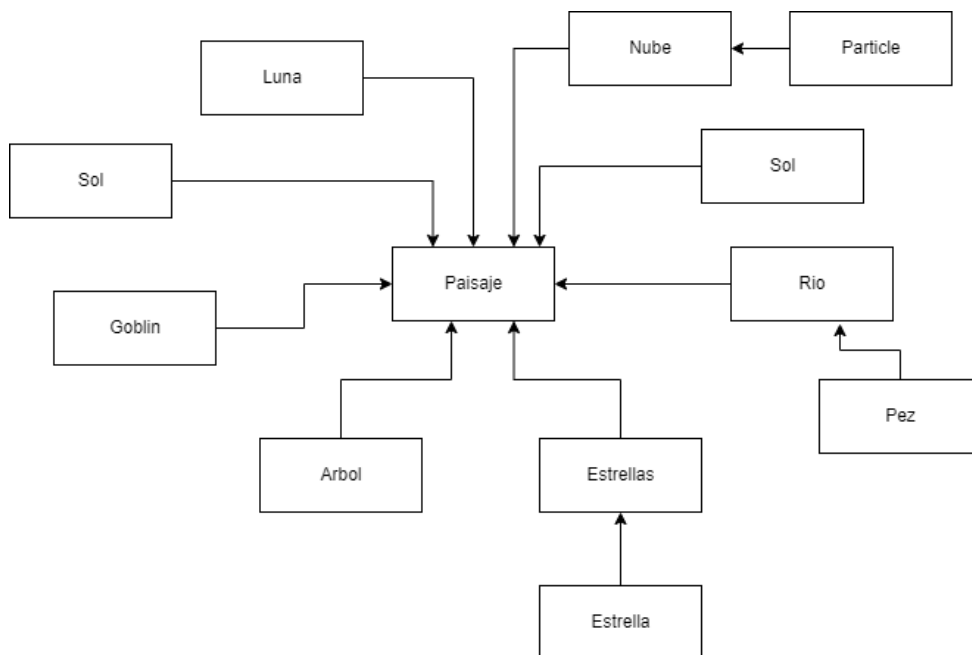 Nube
Particle
Luna
Sol
Sol
Paisaje
Rio
Goblin
Pez
Arbol
Estrellas
Estrella